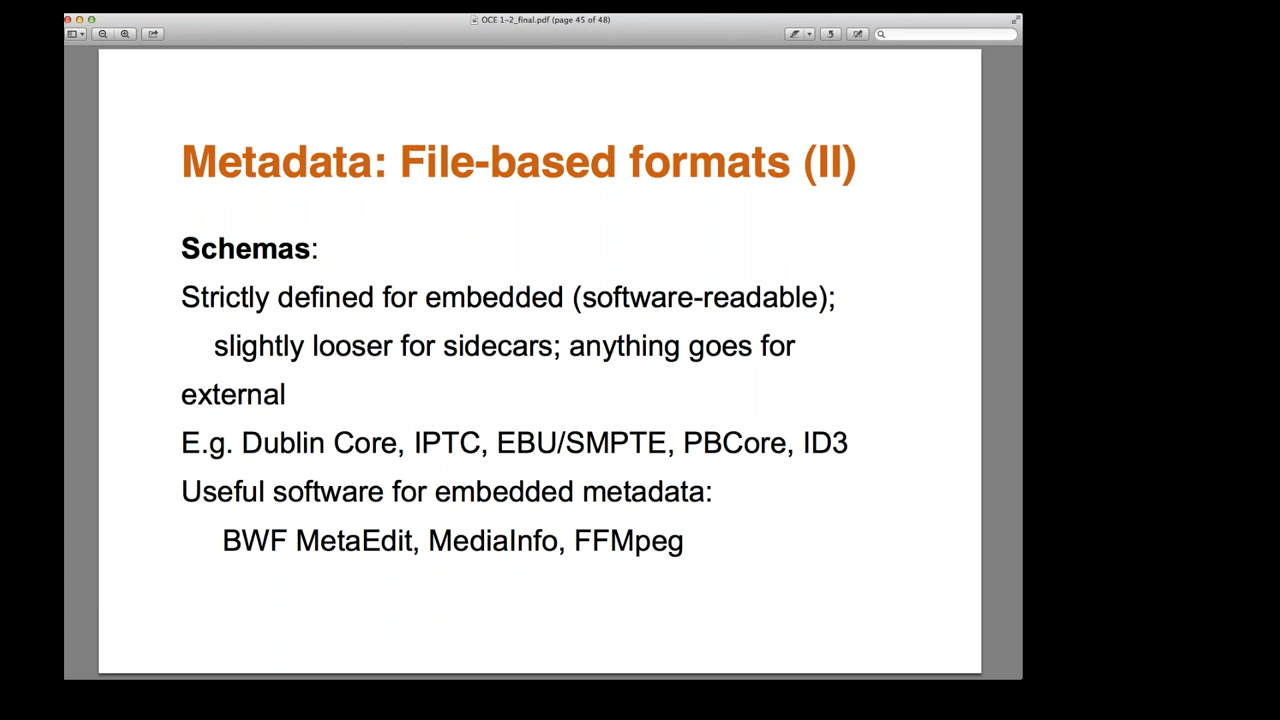 OCE 1-2_final.pdf (page 45 of 48)
Metadata: File-based formats (II)
Schemas:
Strictly defined for embedded (software-readable);
slightly looser for sidecars; anything goes for
external
E.g. Dublin Core, IPTC, EBU/SMPTE, PBCore, ID3
Useful software for embedded metadata:
BWF MetaEdit, MediaInfo, FFMpeg